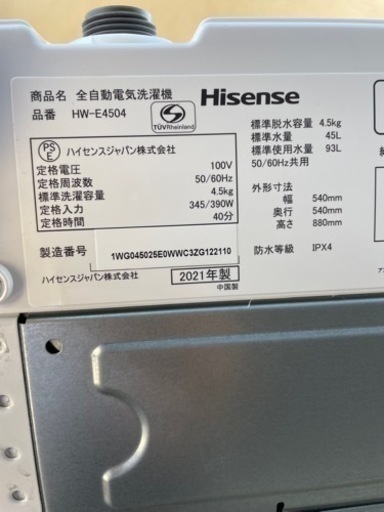 商品名 全自動電気洗濯機
品番 HW-E4504
TÜVRheinland
Hisense
PS
E
ハイセンスジャパン株式会社
定格電圧 100V
定格周波数 50/60Hz
標準洗濯容量 4.5kg
定格入力 345/390W
定格時間 40分
標準脱水容量 4.5kg
標準水量 45L
標準使用水量 93L
50/60Hz共用
外形寸法
幅 540mm
奥行 540mm
高さ 880mm
防水等級 IPX4
製造番号 1WG045025E0WWC3ZG122110
ハイセンスジャパン株式会社
2021年製
中国製